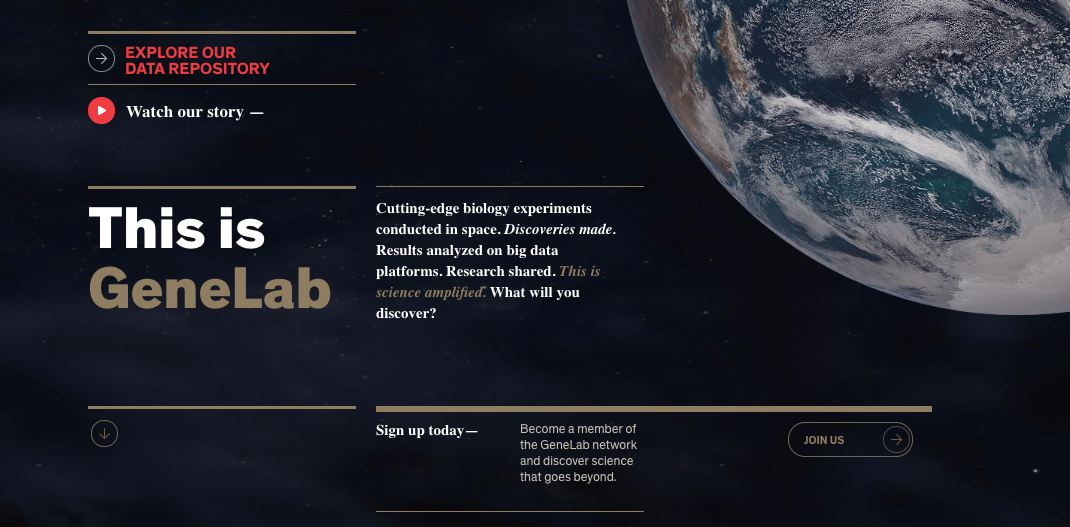 EXPLORE OUR
DATA REPOSITORY
Watch our story —
This is
GeneLab
Cutting-edge biology experiments
conducted in space. Discoveries made.
Results analyzed on big data
platforms. Research shared. This is
science amplified. What will you
discover?
Sign up today—
Become a member of
the GeneLab network
and discover science
that goes beyond.
JOIN US